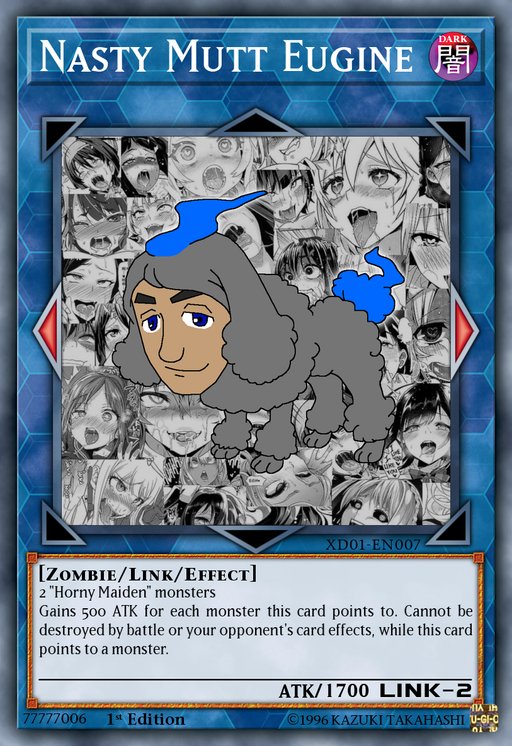 Nasty Mutt Eugine
DARK
闇
XD01-EN007
[Zombie/Link/Effect]
2 "Horny Maiden" monsters
Gains 500 ATK for each monster this card points to. Cannot be
destroyed by battle or your opponent's card effects, while this card
points to a monster.
ATK/1700 LINK-2
77777006 1st Edition ©1996 KAZUKI TAKAHASHI